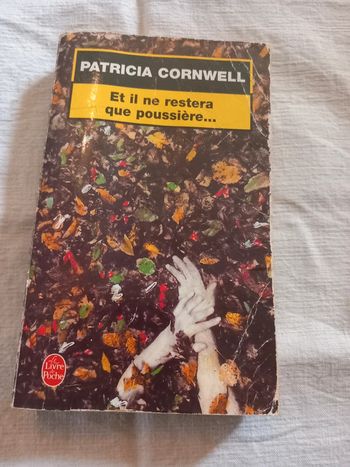 PATRICIA CORNWELL
Et il ne restera
que poussière...
Le
Livre
de
Poche